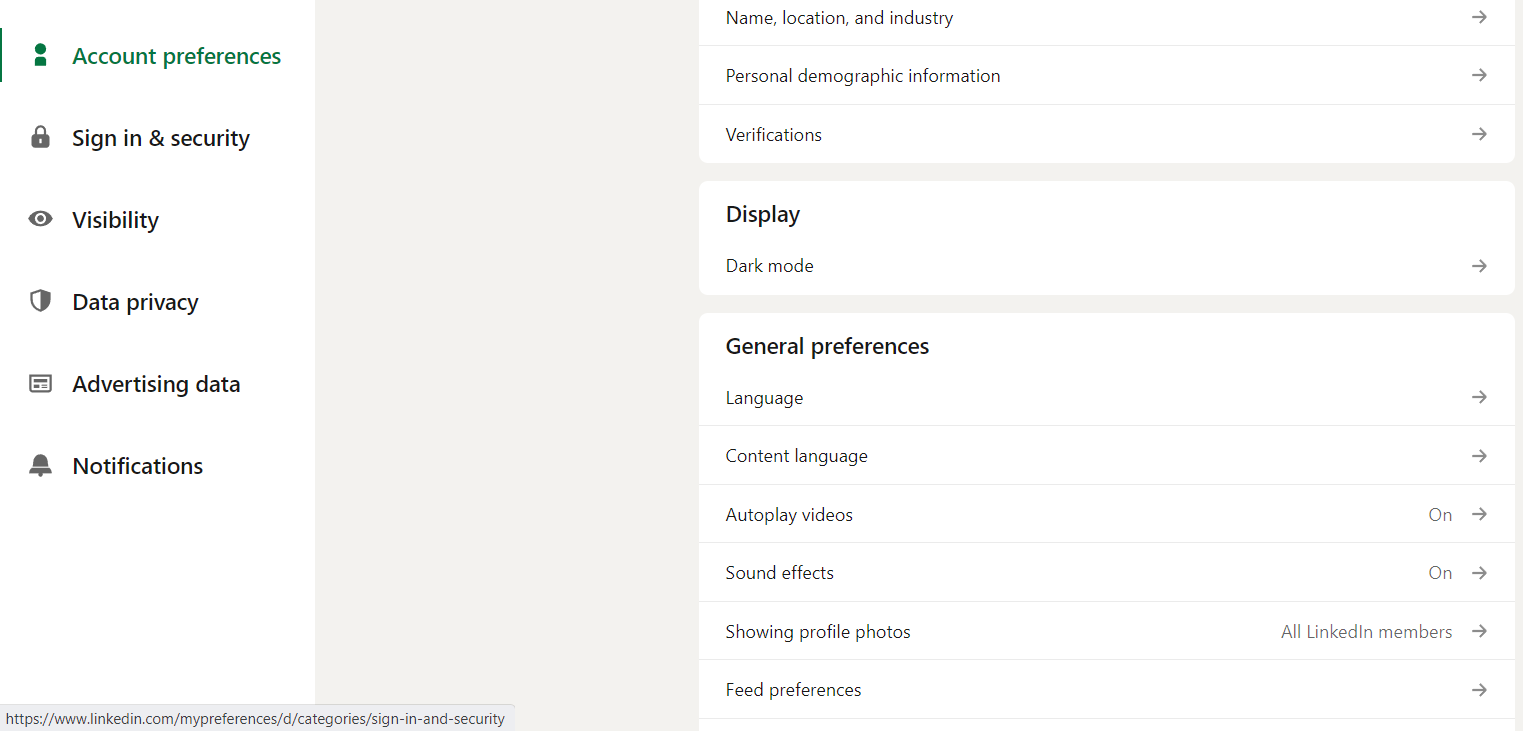 Account preferences
Sign in & security
Visibility
Data privacy
Advertising data
Notifications
Name, location, and industry
Personal demographic information
Verifications
Display
Dark mode
General preferences
Language
Content language
Autoplay videos On
Sound effects On
Showing profile photos All LinkedIn members
Feed preferences
https://www.linkedin.com/mypreferences/d/categories/sign-in-and-security